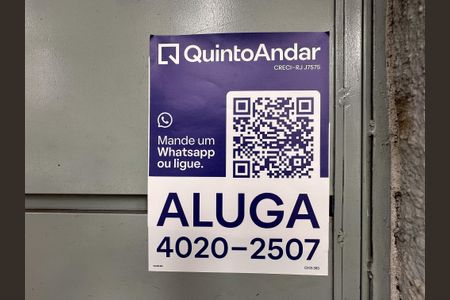 QuintoAndar
CRECI-RJ J7575
Mande um
Whatsapp
ou ligue.
ALUGA
4020-2507